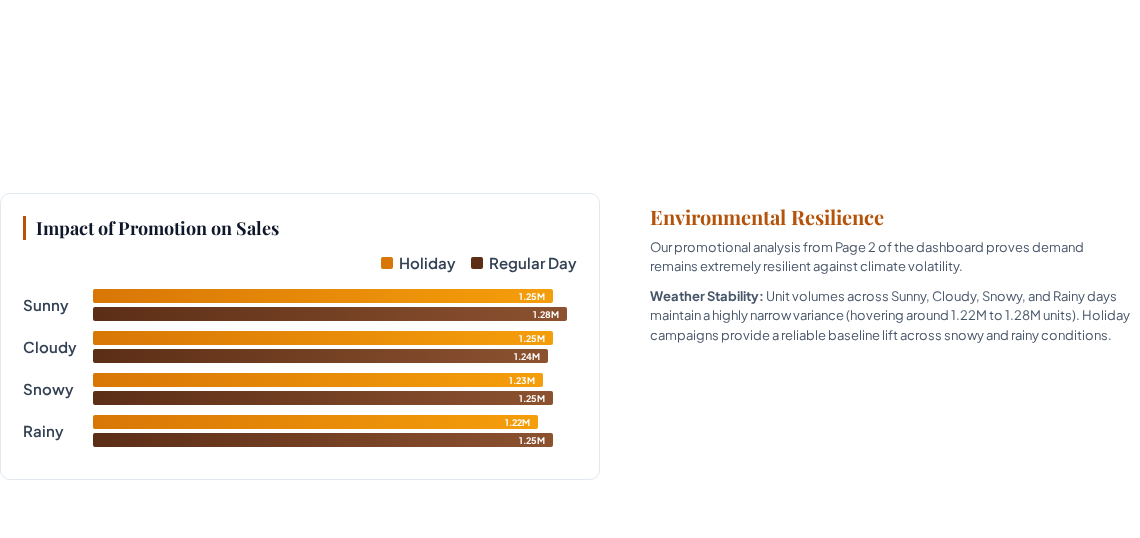 Impact of Promotion on Sales
Holiday Regular Day
Sunny
1.25M
1.28M
Cloudy
1.25M
1.24M
Snowy
1.23M
1.25M
Rainy
1.22M
1.25M
Environmental Resilience
Our promotional analysis from Page 2 of the dashboard proves demand
remains extremely resilient against climate volatility.
Weather Stability: Unit volumes across Sunny, Cloudy, Snowy, and Rainy days
maintain a highly narrow variance (hovering around 1.22M to 1.28M units). Holiday
campaigns provide a reliable baseline lift across snowy and rainy conditions.